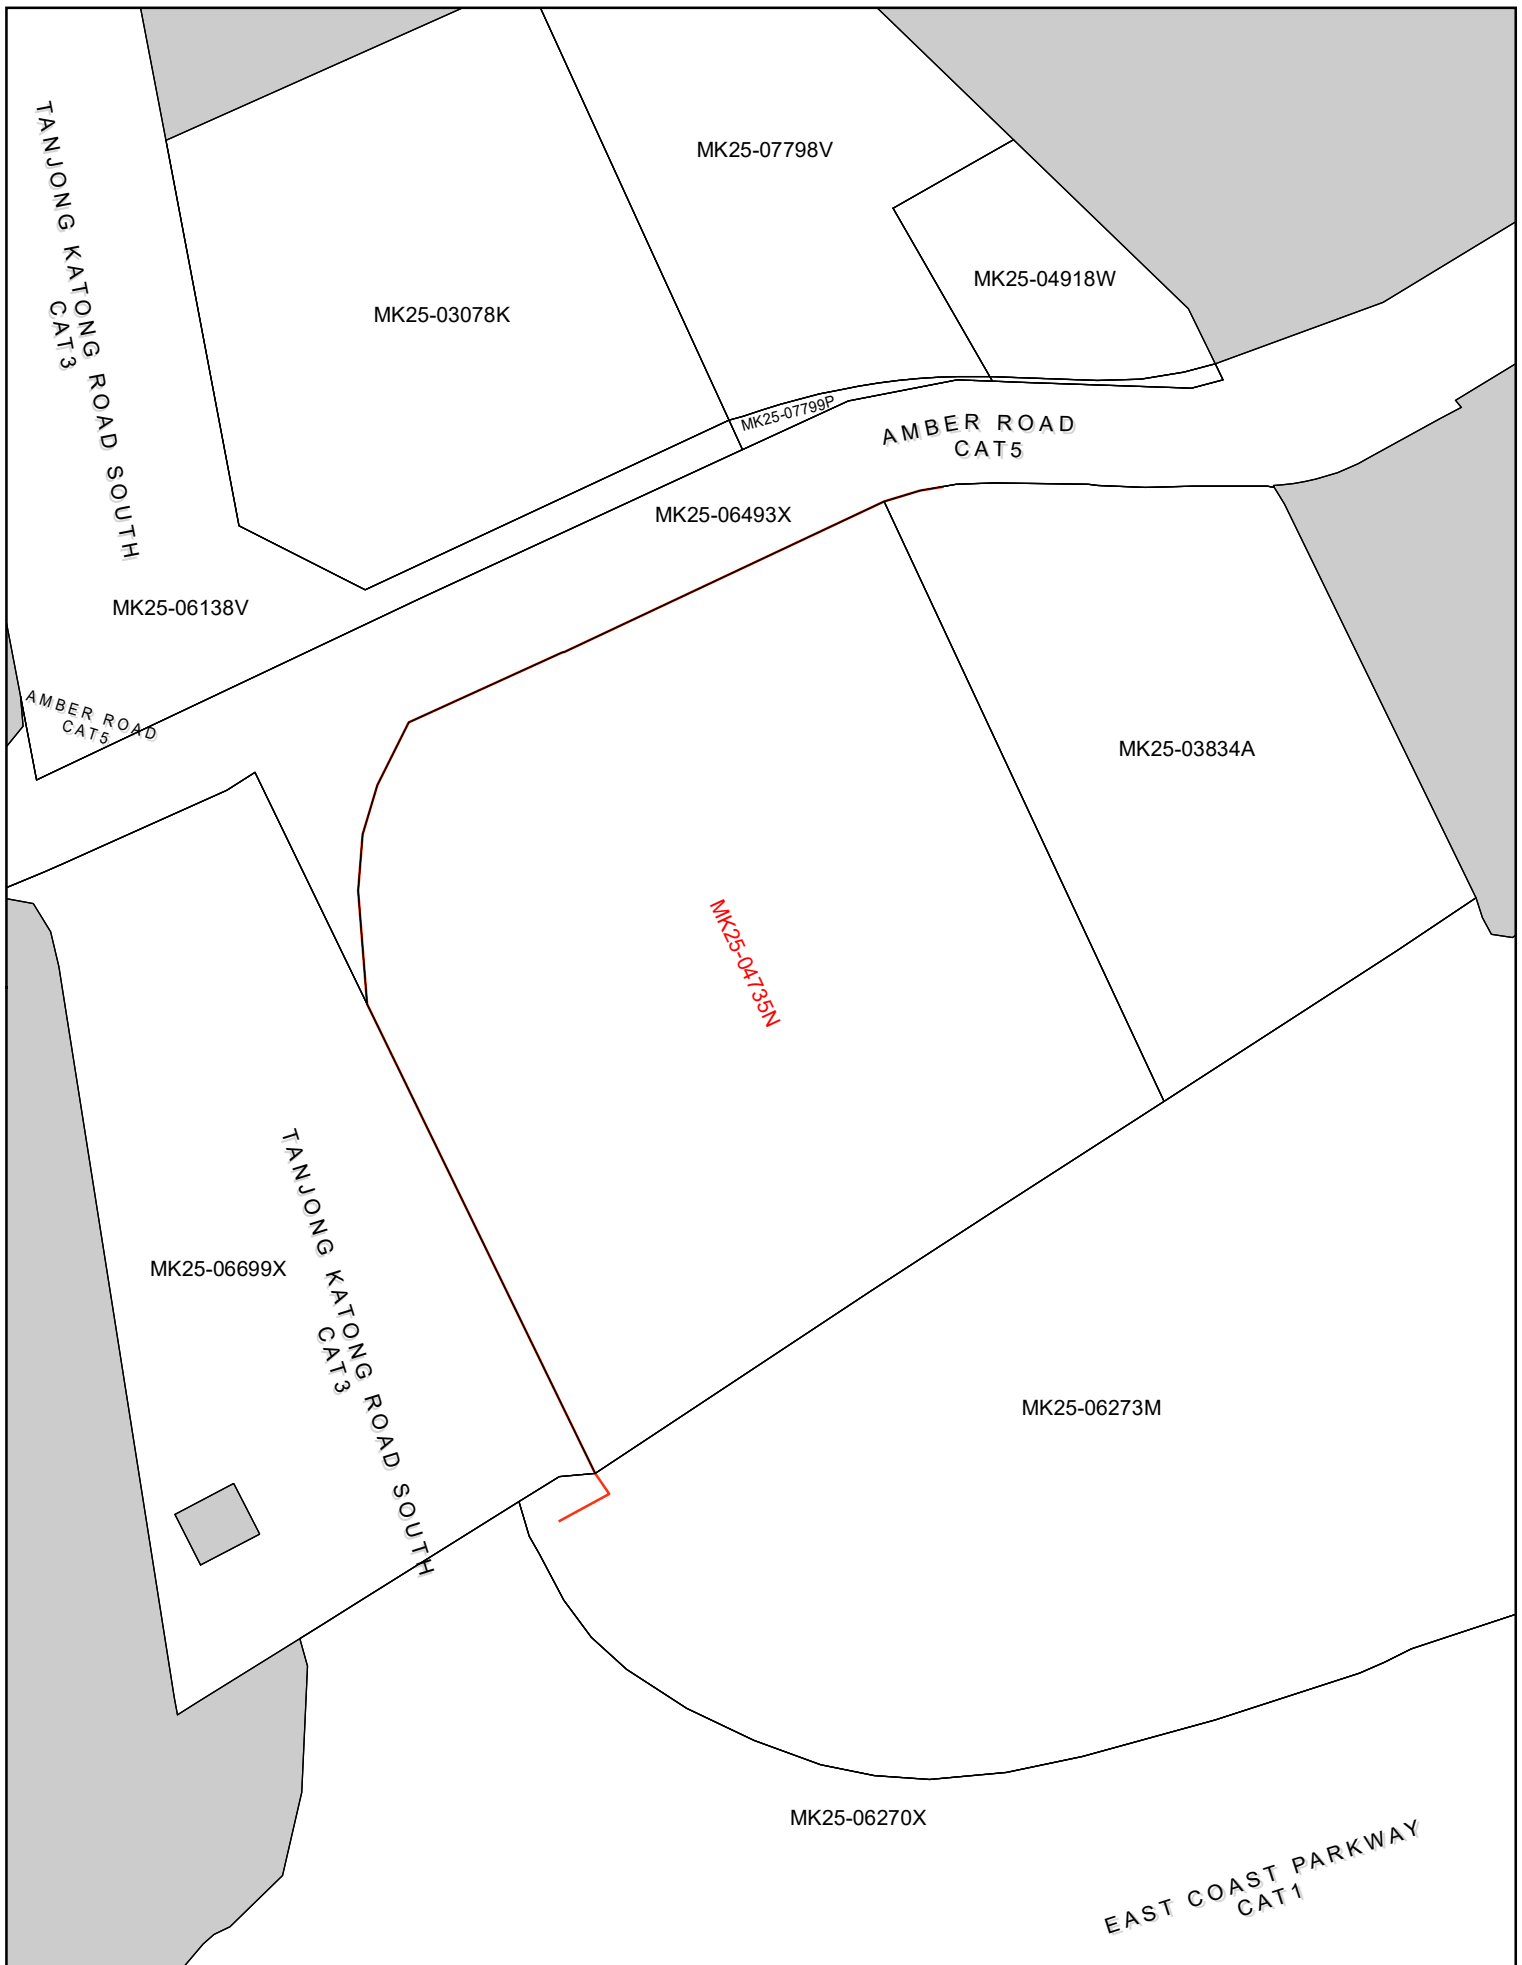 MK25-07798V
TANJONG KATONG ROAD SOUTH
CAT3
MK25-04918W
MK25-03078K
MK25-07799P
AMBER ROAD
CAT5
MK25-06493X
MK25-06138V
AMBER ROAD
CAT5
MK25-03834A
MK25-04735N
TANJONG KATONG ROAD SOUTH
CAT3
MK25-06699X
MK25-06273M
MK25-06270X
EAST COAST PARKWAY
CAT1